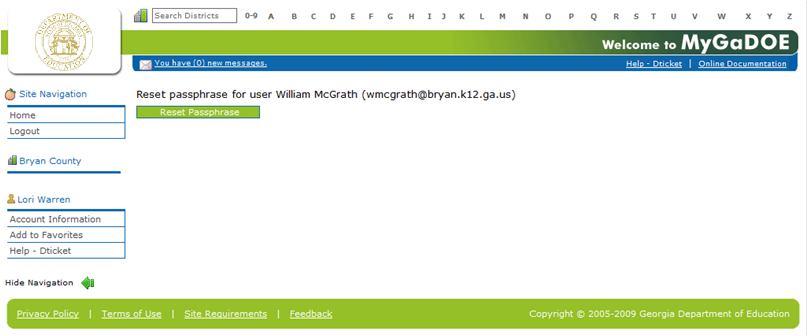 Search Districts 0-9 A B C D E F G H I J K L M N O P Q R S T U V W X Y Z
Welcome to MyGaDOE
You have (0) new messages. Help - Dticket | Online Documentation
DEPARTMENT OF EDUCATION
Site Navigation
Home
Logout
Bryan County
Lori Warren
Account Information
Add to Favorites
Help - Dticket
Hide Navigation
Reset passphrase for user William McGrath (wmcgrath@bryan.k12.ga.us)
Reset Passphrase
Privacy Policy | Terms of Use | Site Requirements | Feedback Copyright © 2005-2009 Georgia Department of Education